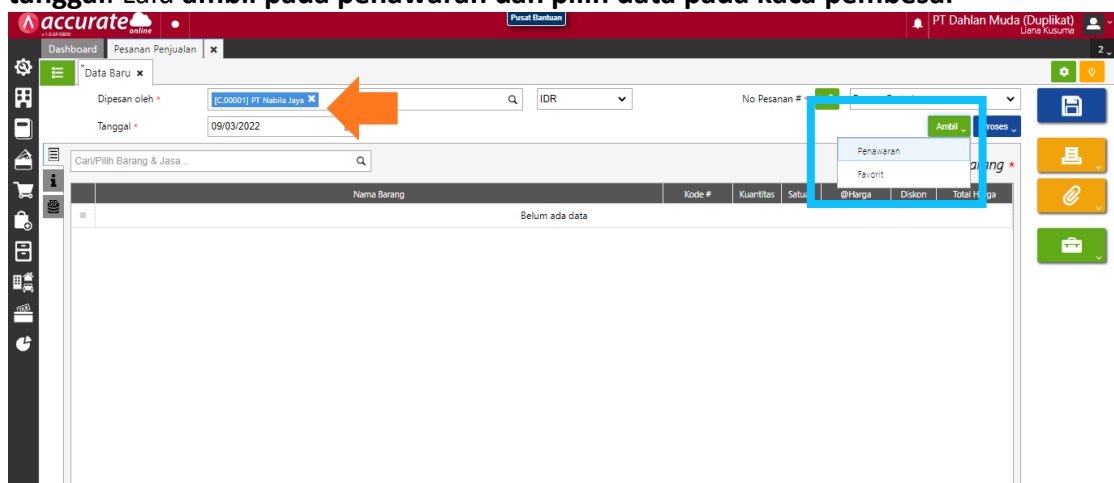 tanggal. Lalu ambil pada penawaran dan pilih data pada kaca pembesar
accurate online
Pusat Bantuan
PT Dahlan Muda (Duplikat)
Liana Kusuma
Dashboard Pesanan Penjualan
2
*Data Baru
Dipesan oleh * [C.00001] PT Nabila Jaya IDR No Pesanan # *
Tanggal * 09/03/2022 Ambil Proses
Penawaran
Cari/Pilih Barang & Jasa... *
Favorit
Nama Barang Kode # Kuantitas @Harga Diskon
Belum ada data